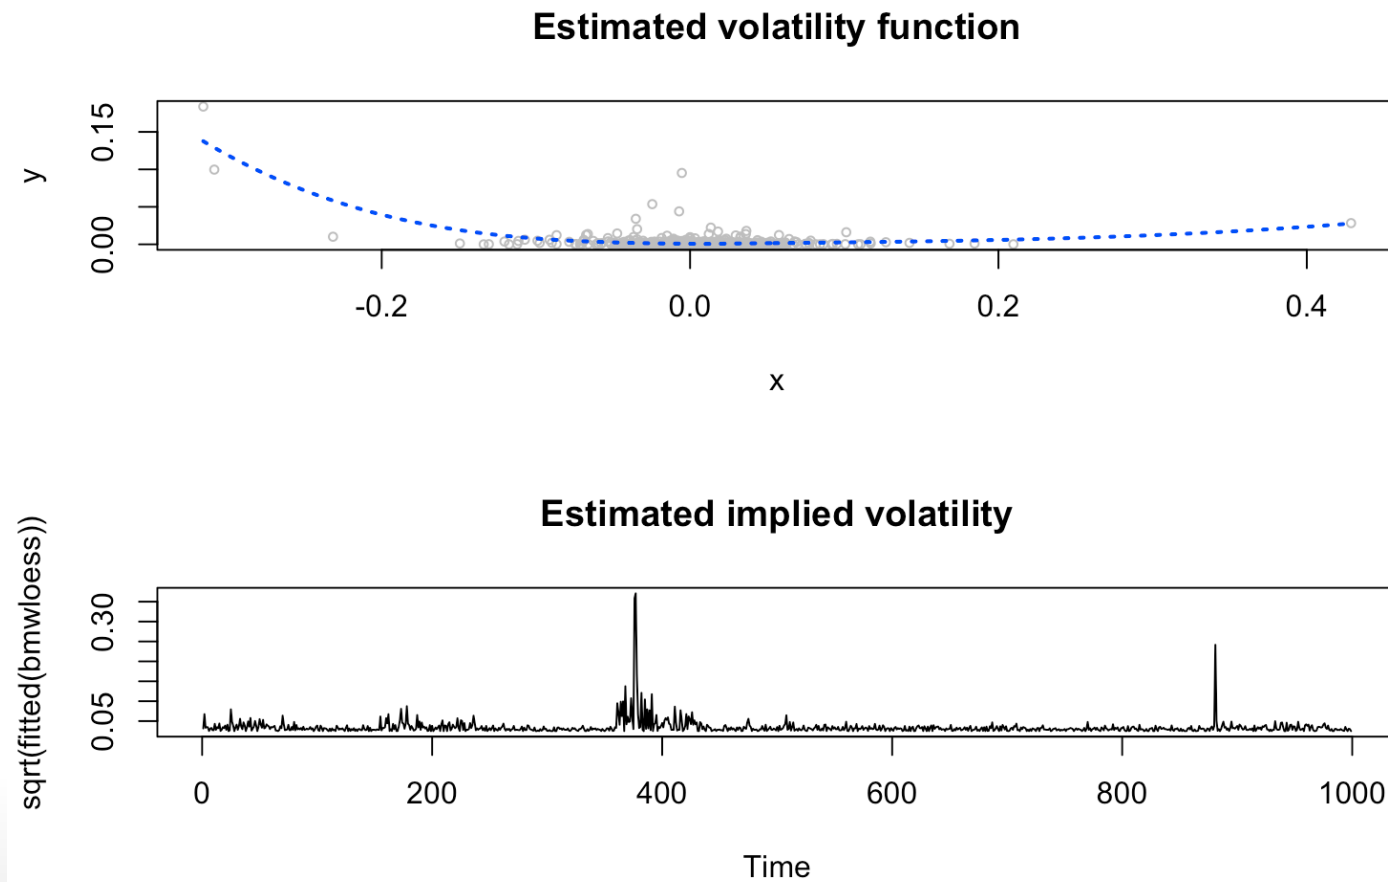 Estimated volatility function
y
0.00
0.15
-0.2
0.0
0.2
0.4
x
Estimated implied volatility
sqrt(fitted(bmwloess))
0.05
0.30
0
200
400
600
800
1000
Time